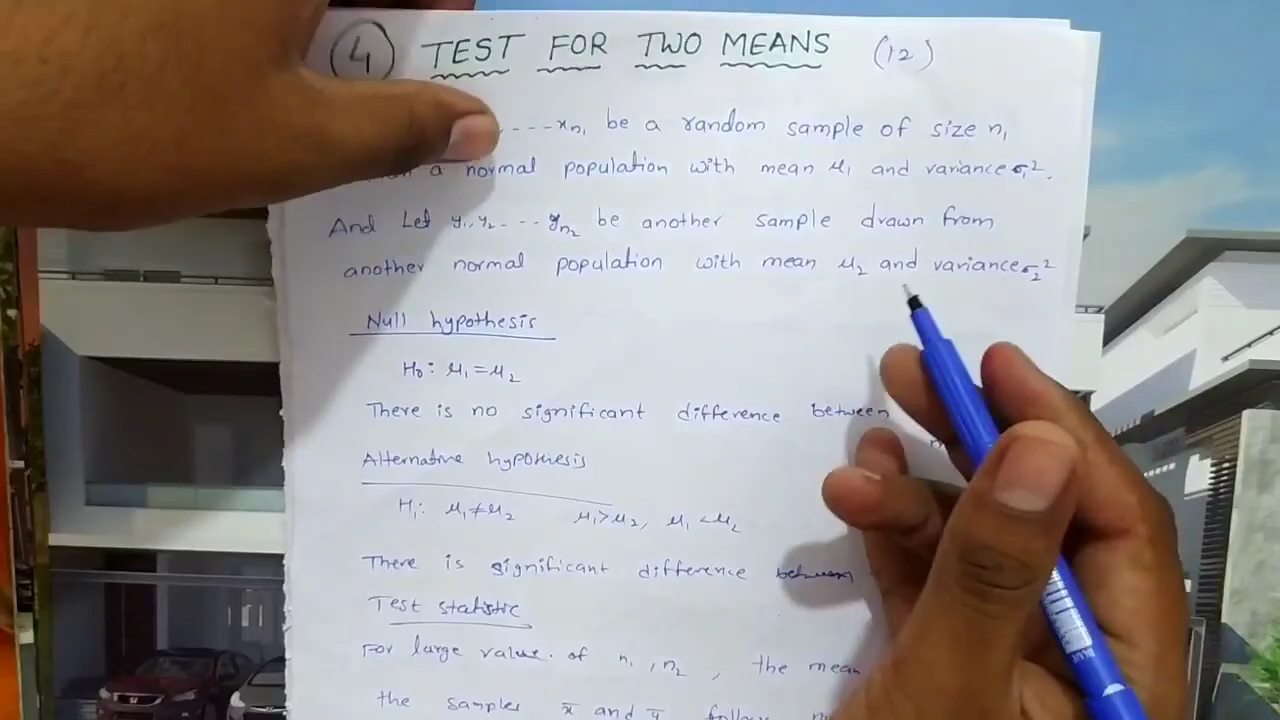 4 TEST FOR TWO MEANS (12)
---xn₁ be a random sample of size n₁
a normal population with mean μ₁ and variance σ₁².
And Let y₁, y₂ --- yn₂ be another sample drawn from
another normal population with mean μ₂ and variance σ₂²
Null hypothesis
H₀: μ₁ = μ₂
There is no significant difference between
Alternative hypothesis
H₁: μ₁ ≠ μ₂ μ₁ > μ₂, μ₁ < μ₂
There is significant difference between
Test statistic
For large value. of n₁, n₂, the mean
the samples x̄ and ȳ follow
BLUE